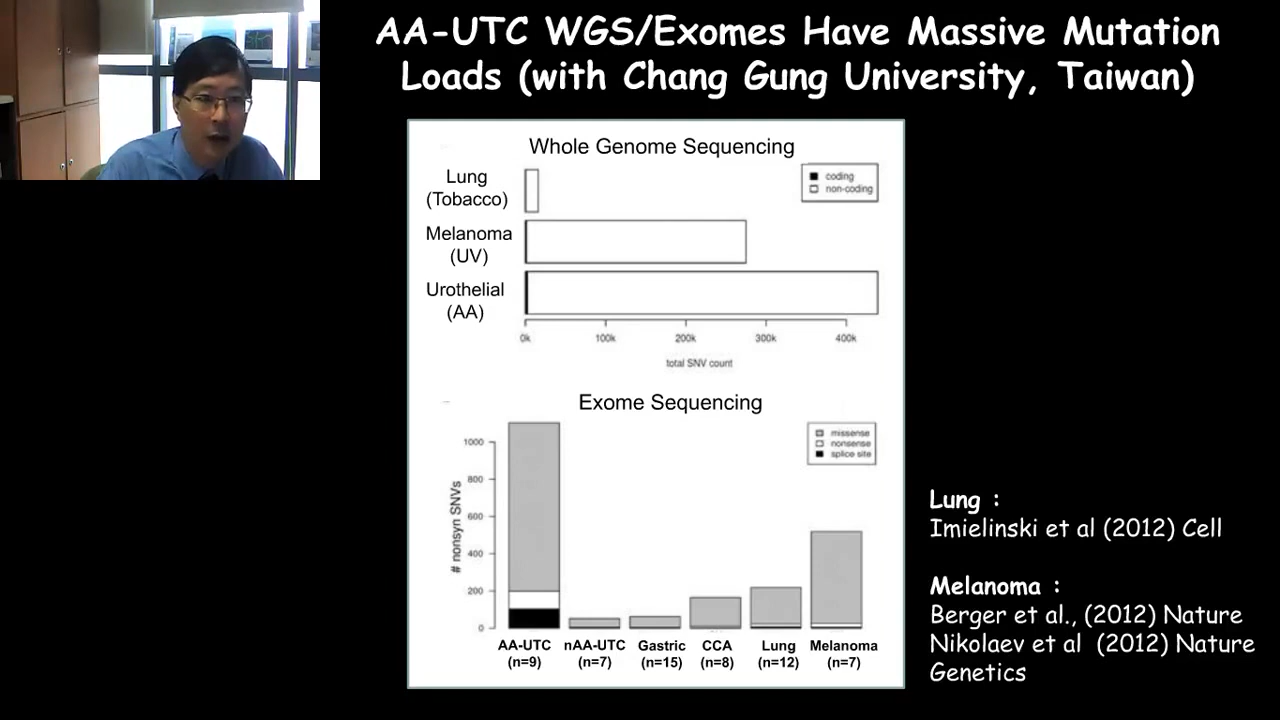 AA-UTC WGS/Exomes Have Massive Mutation
Loads (with Chang Gung University, Taiwan)
Whole Genome Sequencing
coding
non-coding
Lung
(Tobacco)
Melanoma
(UV)
Urothelial
(AA)
0k 100k 200k 300k 400k
total SNV count
Exome Sequencing
missense
nonsense
splice site
# nonsyn SNVs
1000
800
600
400
200
0
AA-UTC nAA-UTC Gastric CCA Lung Melanoma
(n=9) (n=7) (n=15) (n=8) (n=12) (n=7)
Lung :
Imielinski et al (2012) Cell
Melanoma :
Berger et al., (2012) Nature
Nikolaev et al (2012) Nature
Genetics